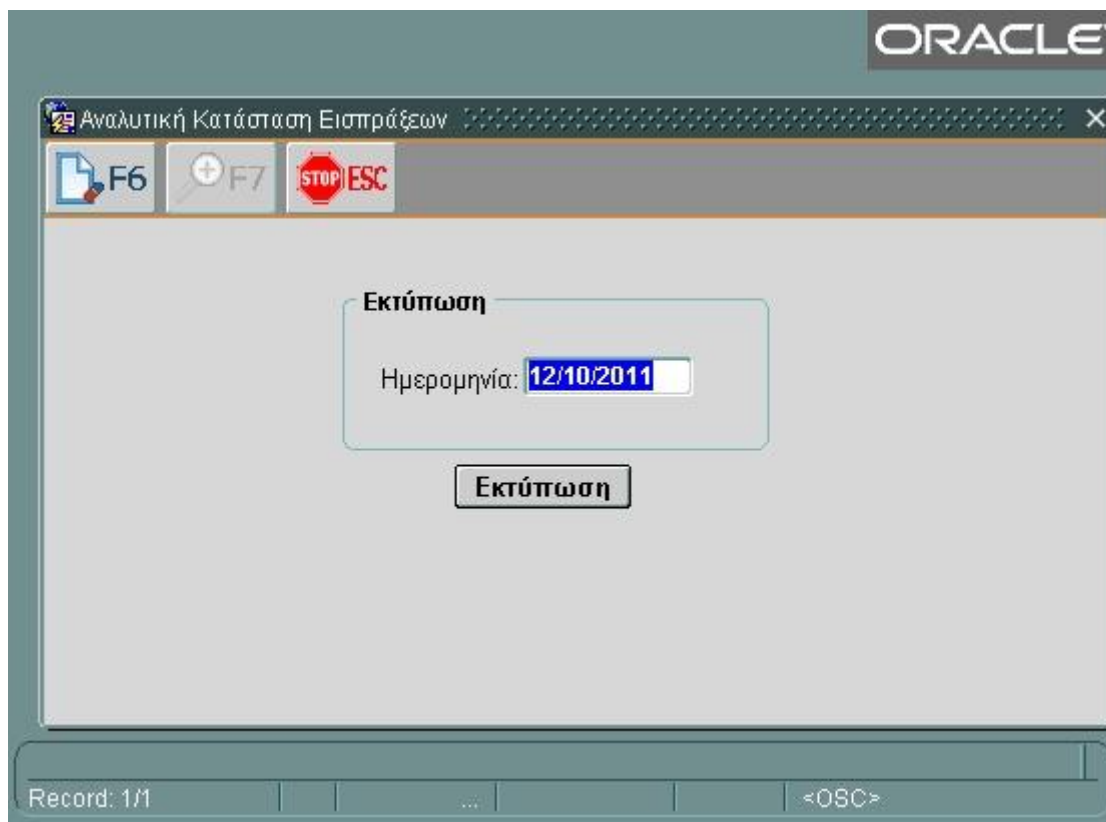 ORACLE
Αναλυτική Κατάσταση Εισπράξεων
F6 F7 STOP ESC
Εκτύπωση
Ημερομηνία: 12/10/2011
Εκτύπωση
Record: 1/1 ... <OSC>